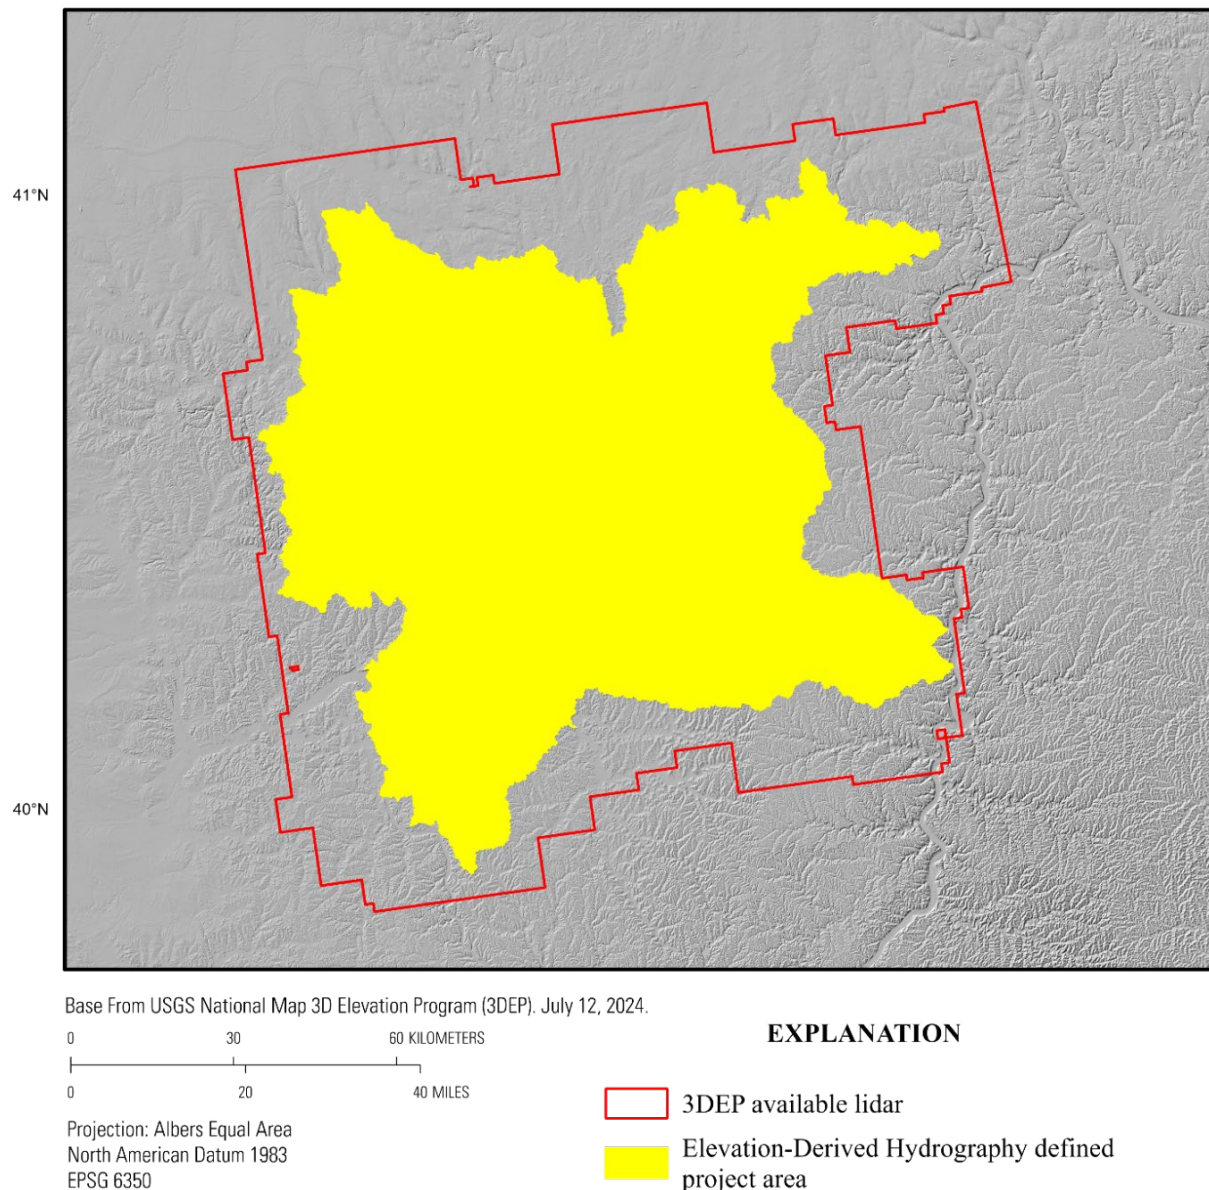 41°N
40°N
Base From USGS National Map 3D Elevation Program (3DEP). July 12, 2024.
0 30 60 KILOMETERS
0 20 40 MILES
Projection: Albers Equal Area
North American Datum 1983
EPSG 6350
EXPLANATION
3DEP available lidar
Elevation-Derived Hydrography defined
project area